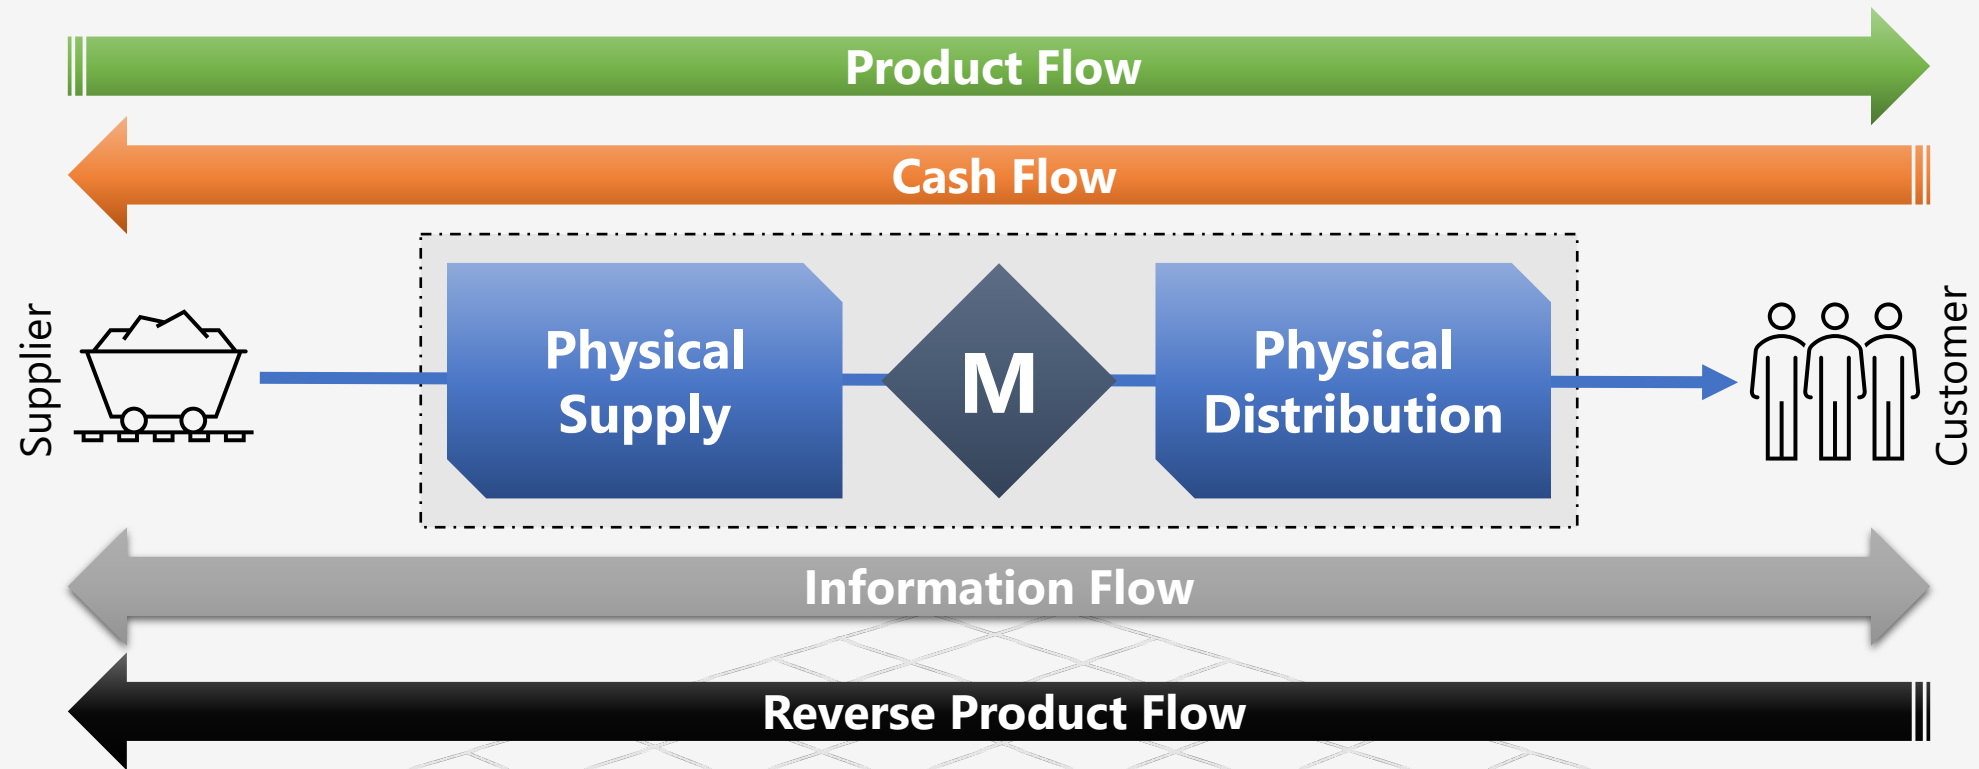 Product Flow
Cash Flow
Supplier
Physical
Supply
M
Physical
Distribution
Customer
Information Flow
Reverse Product Flow